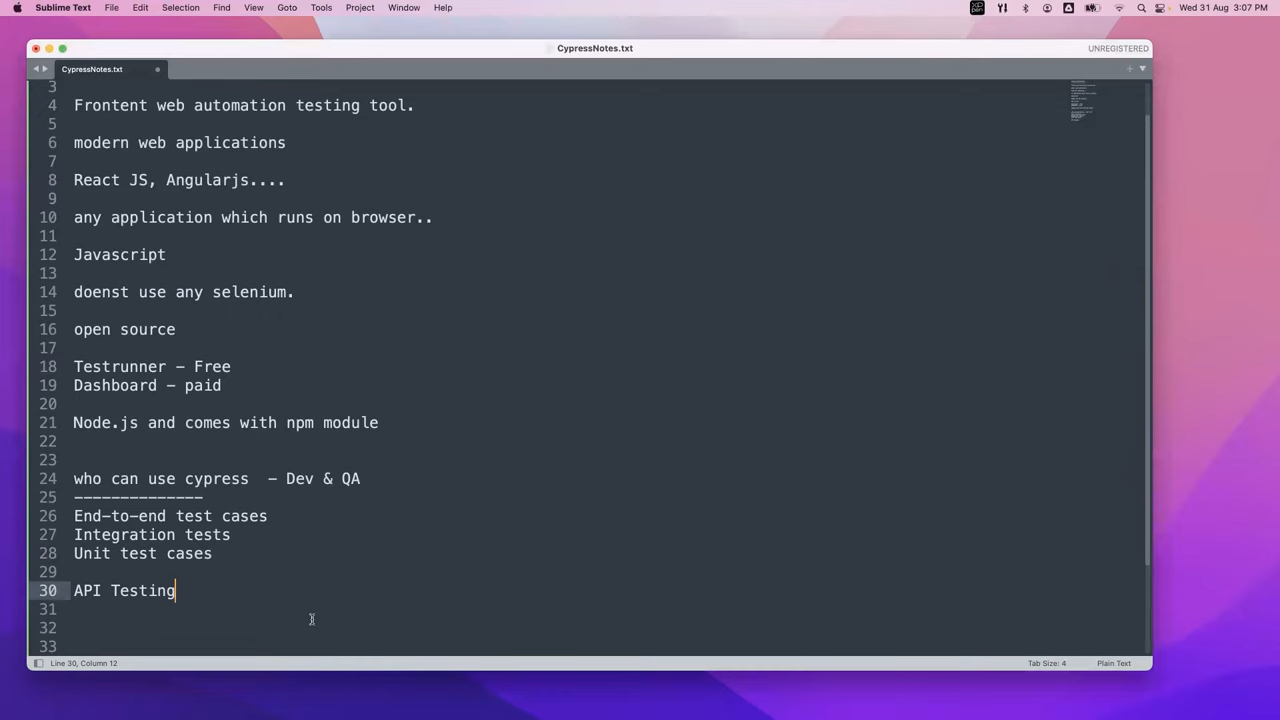 Sublime Text File Edit Selection Find View Goto Tools Project Window Help Wed 31 Aug 3:07 PM
CypressNotes.txt UNREGISTERED
CypressNotes.txt
3
4 Frontent web automation testing tool.
5
6 modern web applications
7
8 React JS, Angularjs....
9
10 any application which runs on browser..
11
12 Javascript
13
14 doenst use any selenium.
15
16 open source
17
18 Testrunner - Free
19 Dashboard - paid
20
21 Node.js and comes with npm module
22
23
24 who can use cypress  - Dev & QA
25 --------------
26 End-to-end test cases
27 Integration tests
28 Unit test cases
29
30 API Testing
31
32
33
Line 30, Column 12 Tab Size: 4 Plain Text